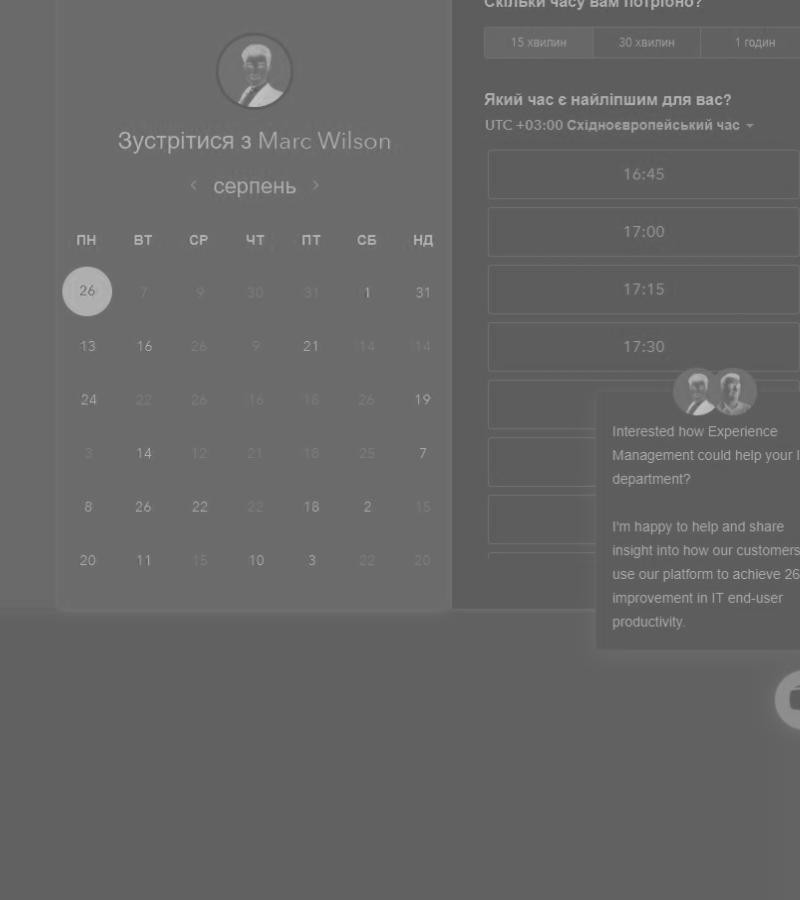 Скільки часу вам потрібно?
15 хвилин 30 хвилин 1 годин
Який час є найліпшим для вас?
UTC +03:00 Східноєвропейський час
16:45
17:00
17:15
17:30
Зустрітися з Marc Wilson
серпень
ПН ВТ СР ЧТ ПТ СБ НД
26 7 9 30 31 1 31
13 16 26 9 21 14 14
24 22 26 16 18 26 19
3 14 12 21 18 25 7
8 26 22 22 18 2 15
20 11 15 10 3 22 20
Interested how Experience
Management could help your I
department?
I'm happy to help and share
insight into how our customers
use our platform to achieve 26
improvement in IT end-user
productivity.